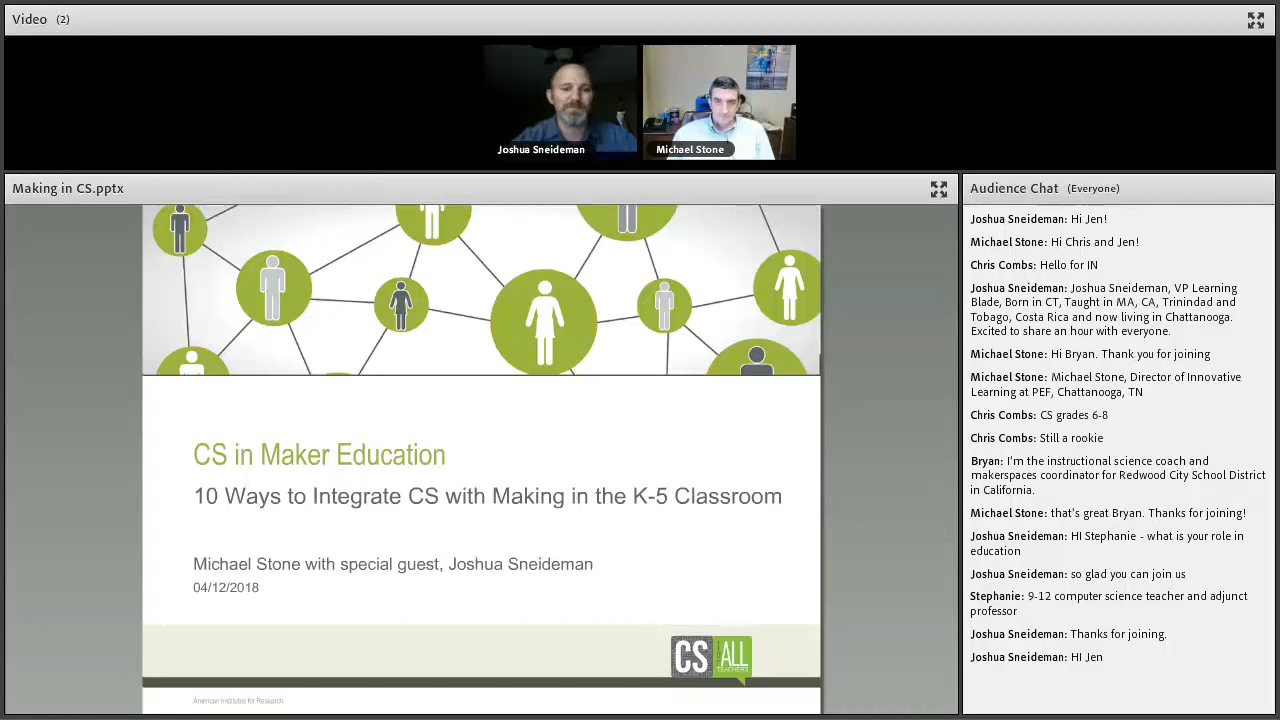 Video (2)
Joshua Sneideman
Michael Stone
Making in CS.pptx
CS in Maker Education
10 Ways to Integrate CS with Making in the K-5 Classroom
Michael Stone with special guest, Joshua Sneideman
04/12/2018
CS ALL
TEACHERS
American Institutes for Research
Audience Chat (Everyone)
Joshua Sneideman: Hi Jen!
Michael Stone: Hi Chris and Jen!
Chris Combs: Hello for IN
Joshua Sneideman: Joshua Sneideman, VP Learning
Blade, Born in CT, Taught in MA, CA, Trinindad and
Tobago, Costa Rica and now living in Chattanooga.
Excited to share an hour with everyone.
Michael Stone: Hi Bryan. Thank you for joining
Michael Stone: Michael Stone, Director of Innovative
Learning at PEF, Chattanooga, TN
Chris Combs: CS grades 6-8
Chris Combs: Still a rookie
Bryan: I'm the instructional science coach and
makerspaces coordinator for Redwood City School District
in California.
Michael Stone: that's great Bryan. Thanks for joining!
Joshua Sneideman: HI Stephanie - what is your role in
education
Joshua Sneideman: so glad you can join us
Stephanie: 9-12 computer science teacher and adjunct
professor
Joshua Sneideman: Thanks for joining.
Joshua Sneideman: HI Jen